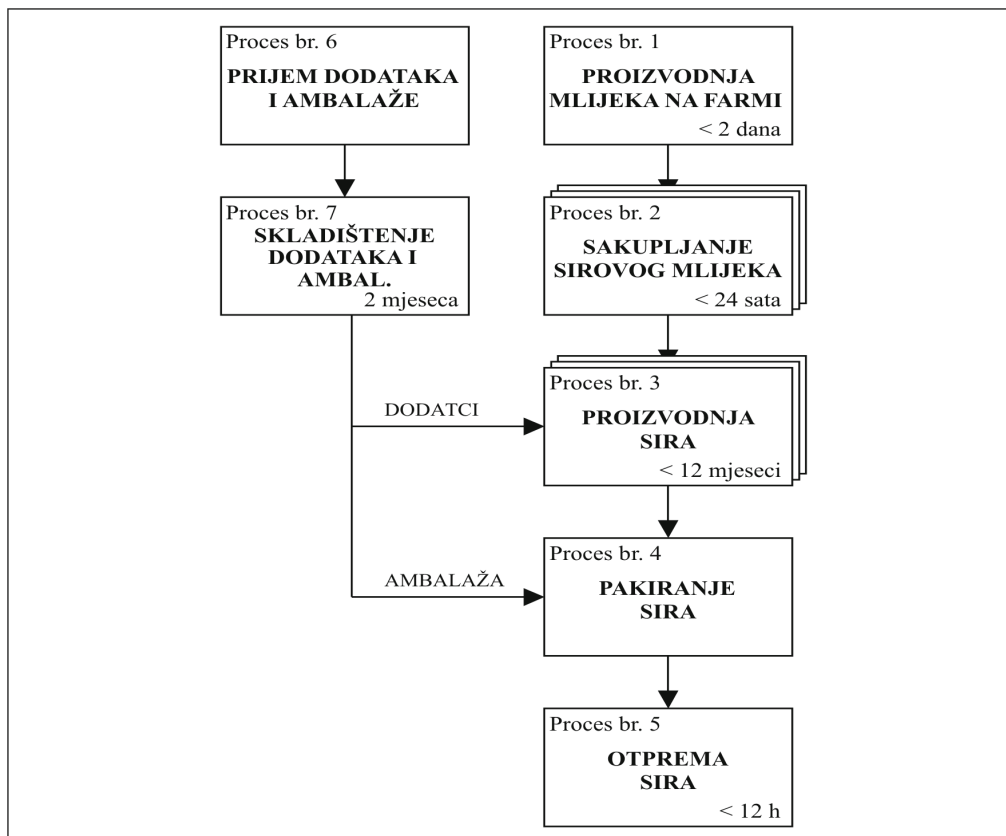 Proces br. 6
PRIJEM DODATAKA
I AMBALAŽE
Proces br. 1
PROIZVODNJA
MLIJEKA NA FARMI
< 2 dana
Proces br. 7
SKLADIŠTENJE
DODATAKA I
AMBAL.
2 mjeseca
Proces br. 2
SAKUPLJANJE
SIROVOG MLIJEKA
< 24 sata
DODATCI
Proces br. 3
PROIZVODNJA
SIRA
< 12 mjeseci
AMBALAŽA
Proces br. 4
PAKIRANJE
SIRA
Proces br. 5
OTPREMA
SIRA
< 12 h